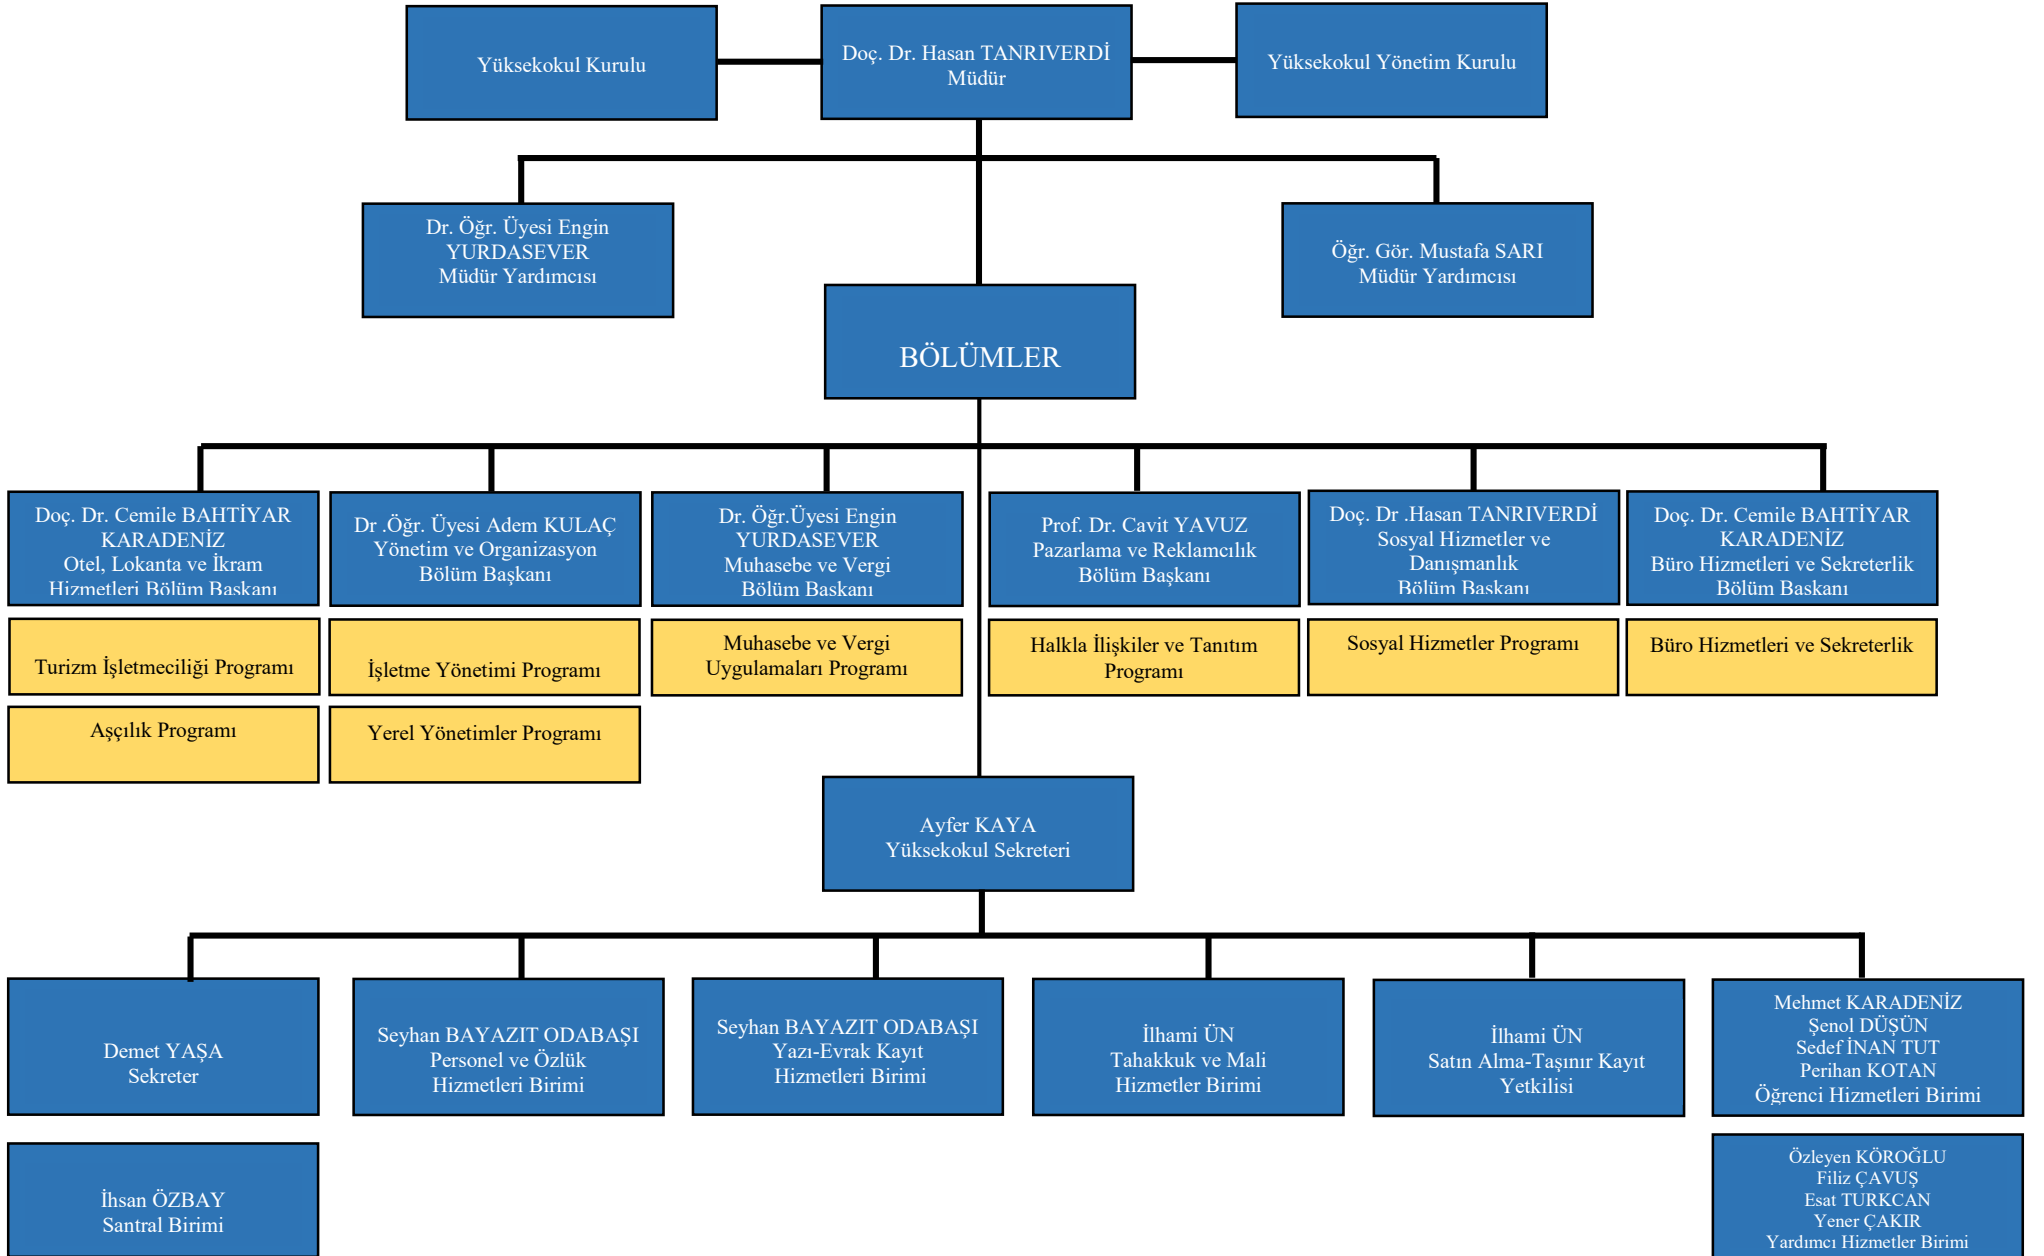 Yüksekokul Kurulu
Doç. Dr. Hasan TANRIVERDİ
Müdür
Yüksekokul Yönetim Kurulu
Dr. Öğr. Üyesi Engin
YURDASEVER
Müdür Yardımcısı
Öğr. Gör. Mustafa SARI
Müdür Yardımcısı
BÖLÜMLER
Doç. Dr. Cemile BAHTİYAR
KARADENİZ
Otel, Lokanta ve İkram
Hizmetleri Bölüm Başkanı
Dr .Öğr. Üyesi Adem KULAÇ
Yönetim ve Organizasyon
Bölüm Başkanı
Dr. Öğr.Üyesi Engin
YURDASEVER
Muhasebe ve Vergi
Bölüm Başkanı
Prof. Dr. Cavit YAVUZ
Pazarlama ve Reklamcılık
Bölüm Başkanı
Doç. Dr .Hasan TANRIVERDİ
Sosyal Hizmetler ve
Danışmanlık
Bölüm Başkanı
Doç. Dr. Cemile BAHTİYAR
KARADENİZ
Büro Hizmetleri ve Sekreterlik
Bölüm Başkanı
Turizm İşletmeciliği Programı
İşletme Yönetimi Programı
Muhasebe ve Vergi
Uygulamaları Programı
Halkla İlişkiler ve Tanıtım
Programı
Sosyal Hizmetler Programı
Büro Hizmetleri ve Sekreterlik
Aşçılık Programı
Yerel Yönetimler Programı
Ayfer KAYA
Yüksekokul Sekreteri
Demet YAŞA
Sekreter
Seyhan BAYAZIT ODABAŞI
Personel ve Özlük
Hizmetleri Birimi
Seyhan BAYAZIT ODABAŞI
Yazı-Evrak Kayıt
Hizmetleri Birimi
İlhami ÜN
Tahakkuk ve Mali
Hizmetler Birimi
İlhami ÜN
Satın Alma-Taşınır Kayıt
Yetkilisi
Mehmet KARADENİZ
Şenol DÜŞÜN
Sedef İNAN TUT
Perihan KOTAN
Öğrenci Hizmetleri Birimi
İhsan ÖZBAY
Santral Birimi
Özleyen KÖROĞLU
Filiz ÇAVUŞ
Esat TURKCAN
Yener ÇAKIR
Yardımcı Hizmetler Birimi